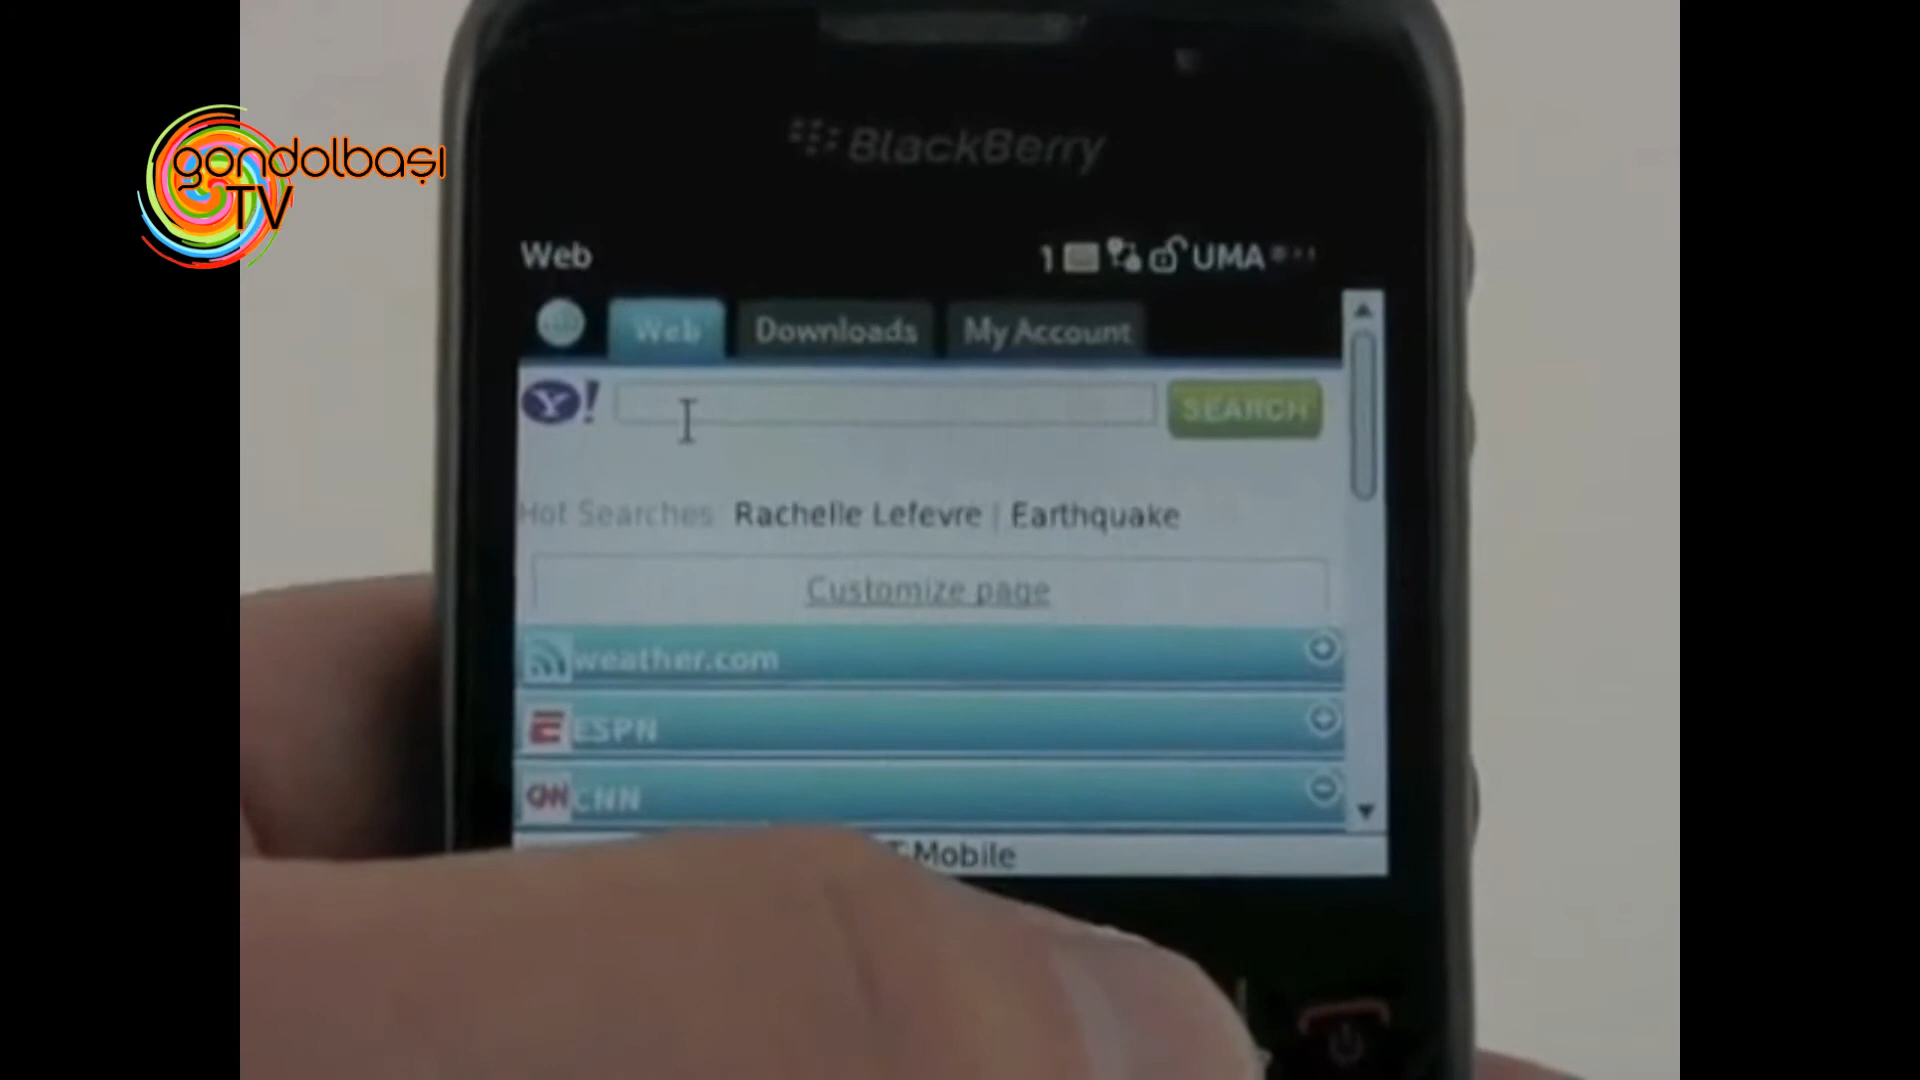 gondolbaşı
TV
BlackBerry
Web
1 UMA
Web Downloads My Account
Y! SEARCH
Hot Searches Rachelle Lefevre | Earthquake
Customize page
weather.com
ESPN
CNN CNN
T-Mobile